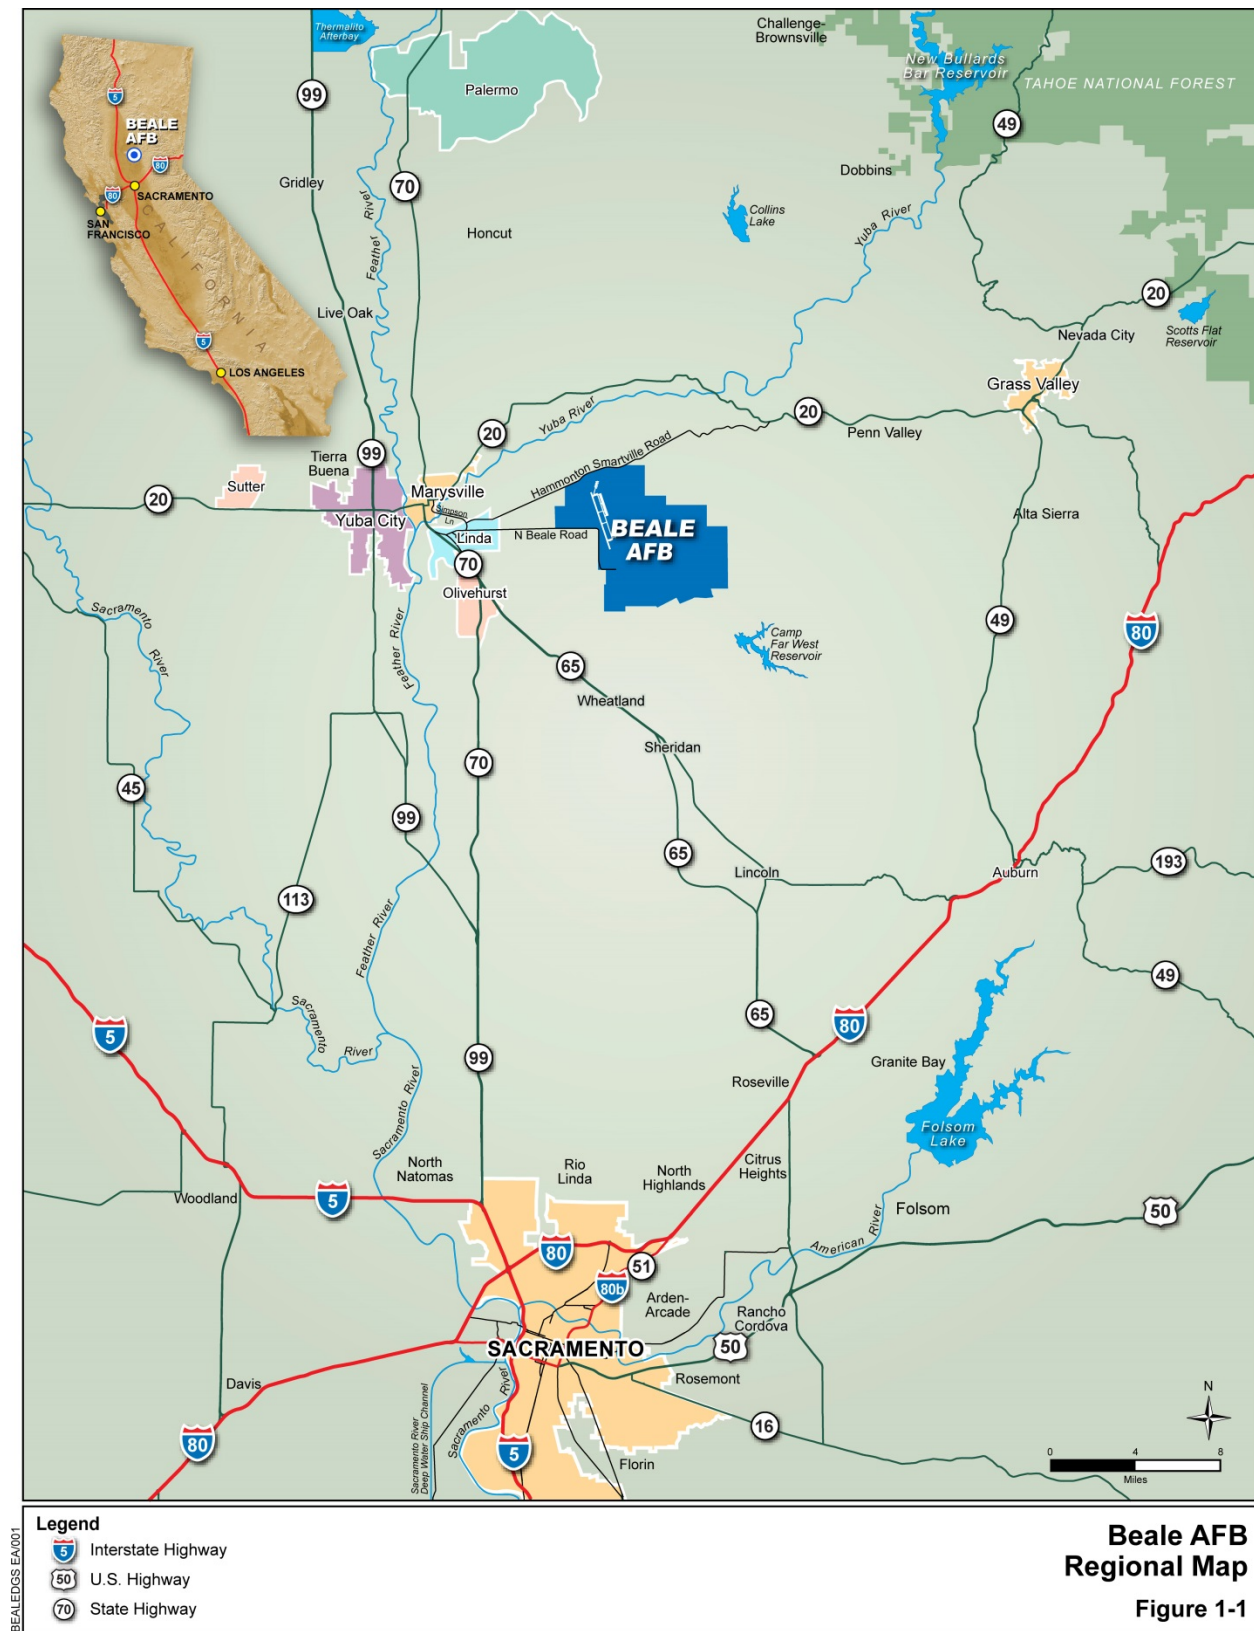 Challenge-
Brownsville
Thermalito
Afterbay
New Bullards
Bar Reservoir
TAHOE NATIONAL FOREST
99
Palermo
49
5
BEALE
AFB
80
SACRAMENTO
80
SAN
FRANCISCO
CALIFORNIA
5
LOS ANGELES
Gridley
70
Feather River
Honcut
Dobbins
Collins
Lake
Yuba River
20
Live Oak
Nevada City
Scotts Flat
Reservoir
Grass Valley
20
Yuba River
20
Penn Valley
Tierra
Buena
99
Hammonton Smartville Road
Sutter
20
Marysville
Simpson
Ln
Yuba City
Linda
N Beale Road
BEALE
AFB
Alta Sierra
70
Olivehurst
Sacramento
River
Feather River
49
80
Camp
Far West
Reservoir
65
Wheatland
Sheridan
70
45
99
65
Lincoln
Auburn
193
113
Feather River
49
Sacramento
River
5
65
80
99
Granite Bay
Roseville
Sacramento River
Folsom
Lake
North
Natomas
Rio
Linda
North
Highlands
Citrus
Heights
Woodland
5
Folsom
50
American River
80
51
80b
Arden-
Arcade
Rancho
Cordova
SACRAMENTO
50
Rosemont
Davis
Sacramento River
Sacramento River
Deep Water Ship Channel
80
5
16
Florin
N
0 4 8
Miles
Legend
5 Interstate Highway
50 U.S. Highway
70 State Highway
BEALEDGS EA/001
Beale AFB
Regional Map
Figure 1-1